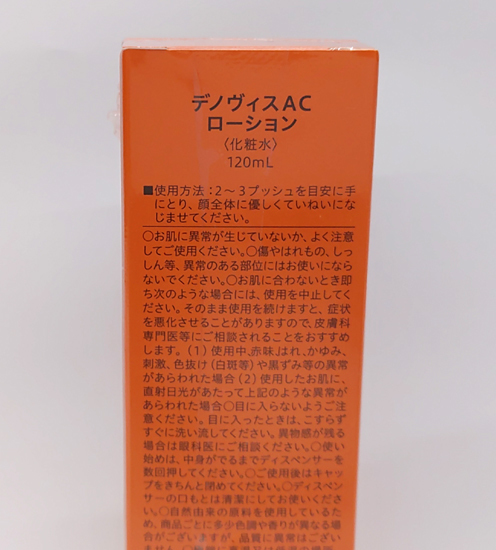 デノヴィスAC
ローション
〈化粧水〉
120mL
■使用方法：2～3プッシュを目安に手
にとり、顔全体に優しくていねいにな
じませてください。
○お肌に異常が生じていないか、よく注意
してご使用ください。○傷やはれもの、しっ
しん等、異常のある部位にはお使いになら
ないでください。○お肌に合わないとき即
ち次のような場合には、使用を中止してく
ださい。そのまま使用を続けますと、症状
を悪化させることがありますので、皮膚科
専門医等にご相談されることをおすすめ
します。(1)使用中、赤味、はれ、かゆみ、
刺激、色抜け(白斑等)や黒ずみ等の異常
があらわれた場合(2)使用したお肌に、
直射日光があたって上記のような異常が
あらわれた場合○目に入らないようご注
意ください。目に入ったときは、こすらず
すぐに洗い流してください。異物感が残る
場合は眼科医にご相談ください。○使い
始めは、中身がでるまでディスペンサーを
数回押してください。○ご使用後はキャッ
プをきちんと閉めてください。○ディスペン
サーの口もとは清潔にしてお使いくださ
い。○自然由来の原料を使用しているた
め、商品ごとに多少色調や香りが異なる場
合がございますが、品質に異常はございま
せん。